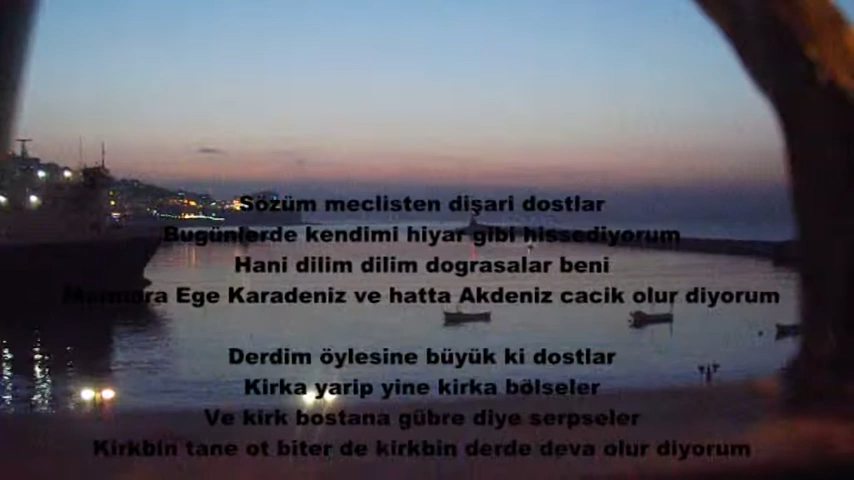 Sözüm meclisten dişari dostlar
Bugünlerde kendimi hiyar gibi hissediyorum
Hani dilim dilim dograsalar beni
Marmara Ege Karadeniz ve hatta Akdeniz cacik olur diyorum
Derdim öylesine büyük ki dostlar
Kirka yarip yine kirka bölseler
Ve kirk bostana gübre diye serpseler
Kirkbin tane ot biter de kirkbin derde deva olur diyorum